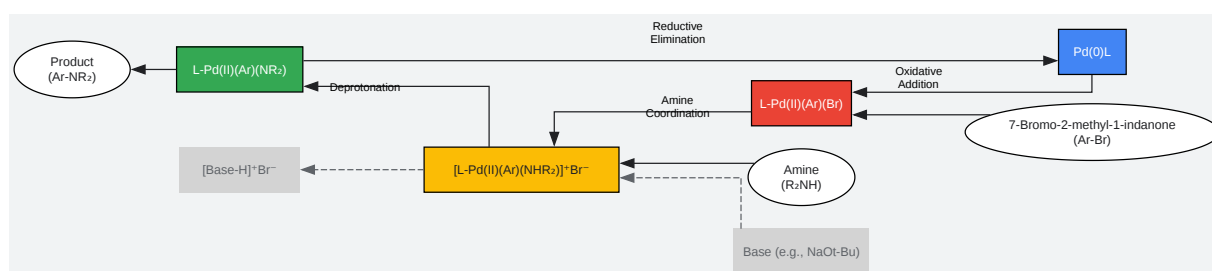 Reductive
Elimination
Product
(Ar-NR₂)
L-Pd(II)(Ar)(NR₂)
Pd(0)L
Oxidative
Addition
Deprotonation
Amine
Coordination
L-Pd(II)(Ar)(Br)
7-Bromo-2-methyl-1-indanone
(Ar-Br)
[Base-H]⁺Br⁻
[L-Pd(II)(Ar)(NHR₂)]⁺Br⁻
Amine
(R₂NH)
Base (e.g., NaOt-Bu)